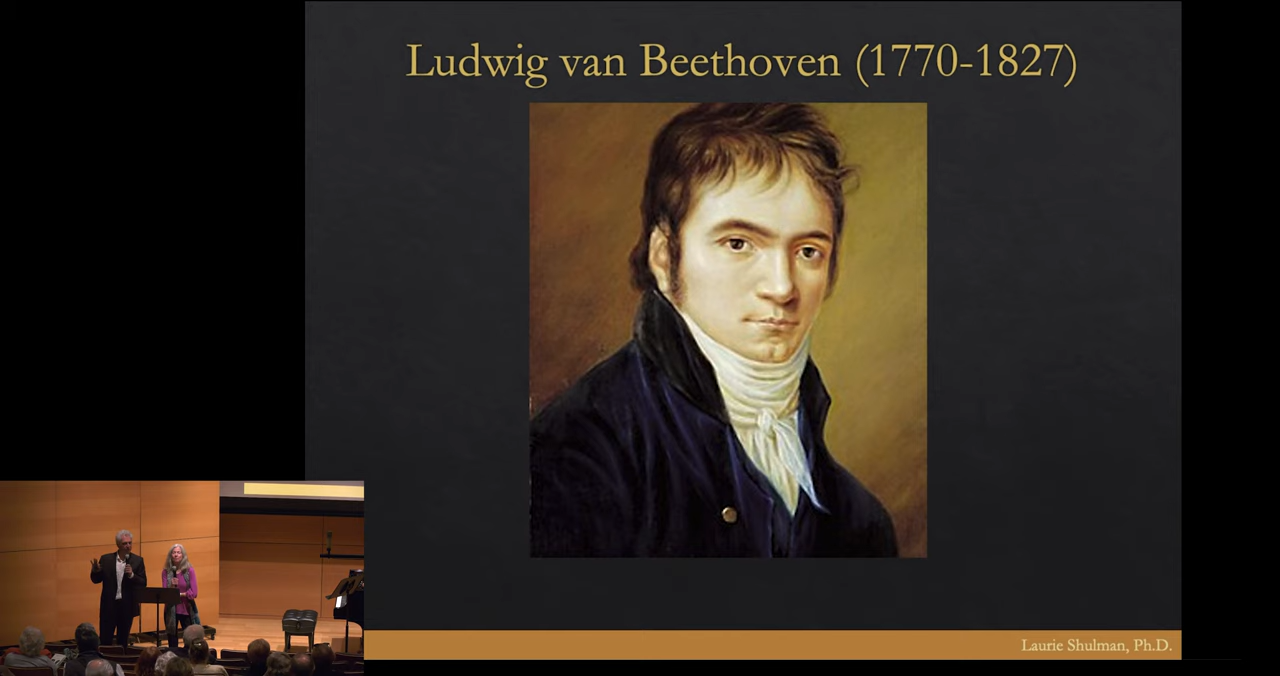 Ludwig van Beethoven (1770-1827)
Laurie Shulman, Ph.D.